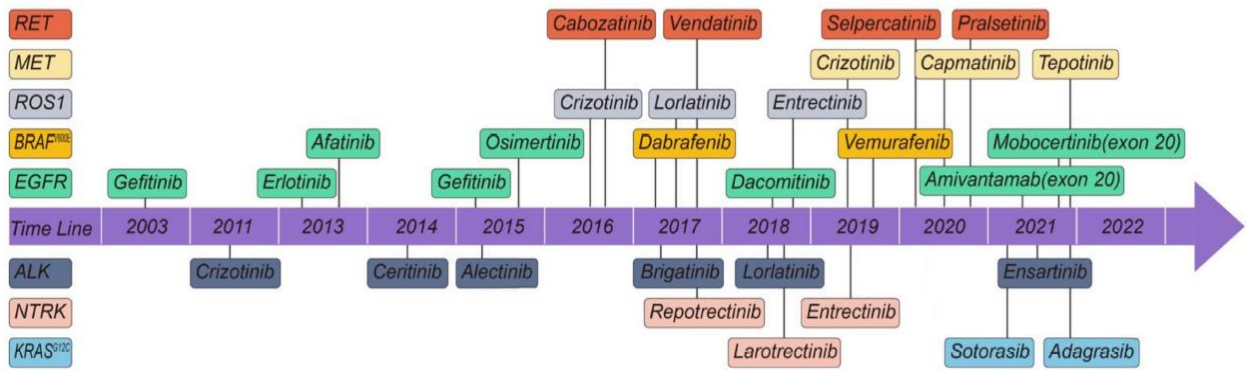 RET Cabozatinib Vendatinib Selpercatinib Pralsetinib
MET Crizotinib Capmatinib Tepotinib
ROS1 Crizotinib Lorlatinib Entrectinib
BRAFV600E Afatinib Osimertinib Dabrafenib Vemurafenib Mobocertinib(exon 20)
EGFR Gefitinib Erlotinib Gefitinib Dacomitinib Amivantamab(exon 20)
Time Line 2003 2011 2013 2014 2015 2016 2017 2018 2019 2020 2021 2022
ALK Crizotinib Ceritinib Alectinib Brigatinib Lorlatinib Ensartinib
NTRK Repotrectinib Entrectinib
KRASG12C Larotrectinib Sotorasib Adagrasib